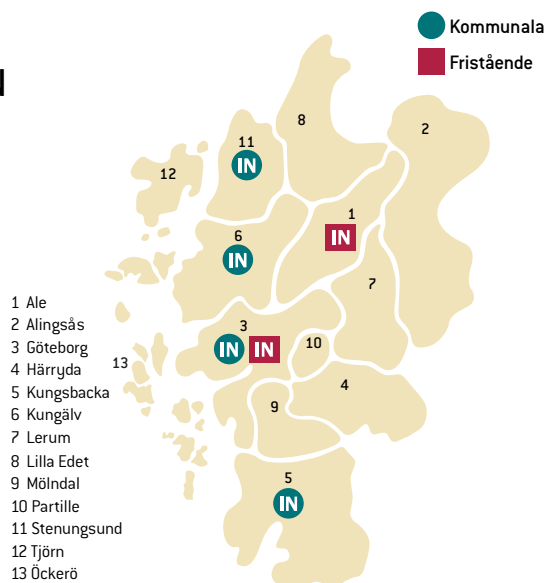 Kommunala
Fristående
8
2
11
IN
12
1
IN
6
IN
7
3
IN IN
10
13
4
9
5
IN
1 Ale
2 Alingsås
3 Göteborg
4 Härryda
5 Kungsbacka
6 Kungälv
7 Lerum
8 Lilla Edet
9 Mölndal
10 Partille
11 Stenungsund
12 Tjörn
13 Öckerö